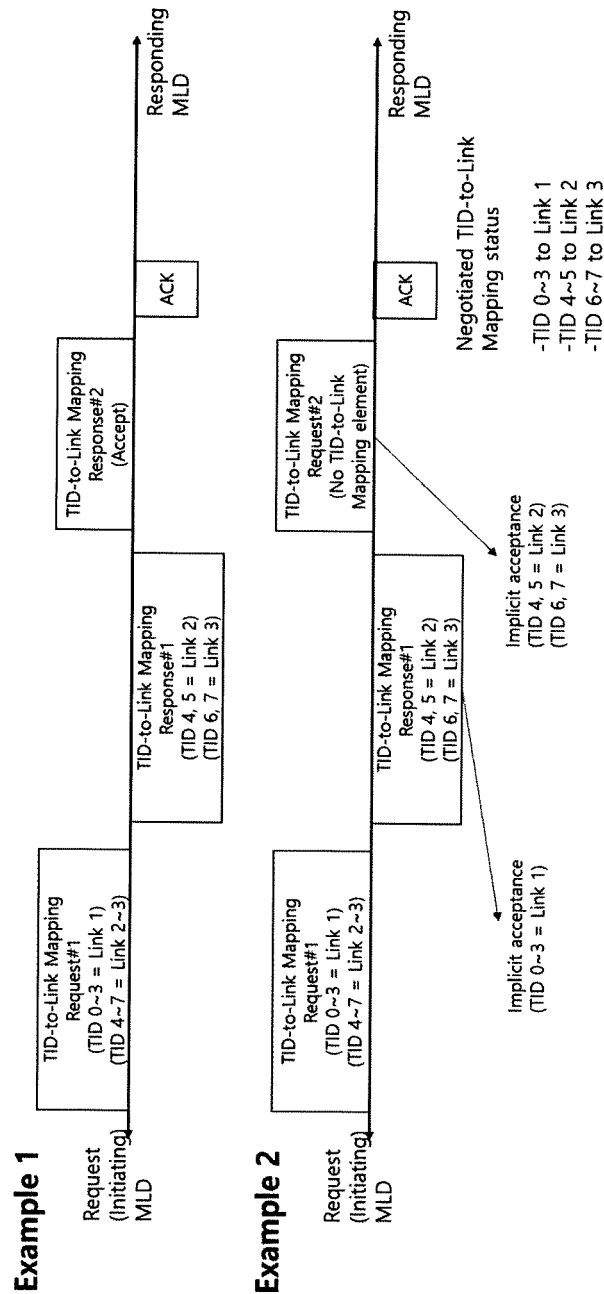 Example 1
Request
(Initiating)
MLD
TID-to-Link Mapping
Request#1
(TID 0~3 = Link 1)
(TID 4~7 = Link 2~3)
TID-to-Link Mapping
Response#1
(TID 4, 5 = Link 2)
(TID 6, 7 = Link 3)
TID-to-Link Mapping
Response#2
(Accept)
ACK
Responding
MLD
Example 2
Request
(Initiating)
MLD
TID-to-Link Mapping
Request#1
(TID 0~3 = Link 1)
(TID 4~7 = Link 2~3)
TID-to-Link Mapping
Response#1
(TID 4, 5 = Link 2)
(TID 6, 7 = Link 3)
TID-to-Link Mapping
Request#2
(No TID-to-Link
Mapping element)
ACK
Responding
MLD
Implicit acceptance
(TID 0~3 = Link 1)
Implicit acceptance
(TID 4, 5 = Link 2)
(TID 6, 7 = Link 3)
Negotiated TID-to-Link
Mapping status
-TID 0~3 to Link 1
-TID 4~5 to Link 2
-TID 6~7 to Link 3